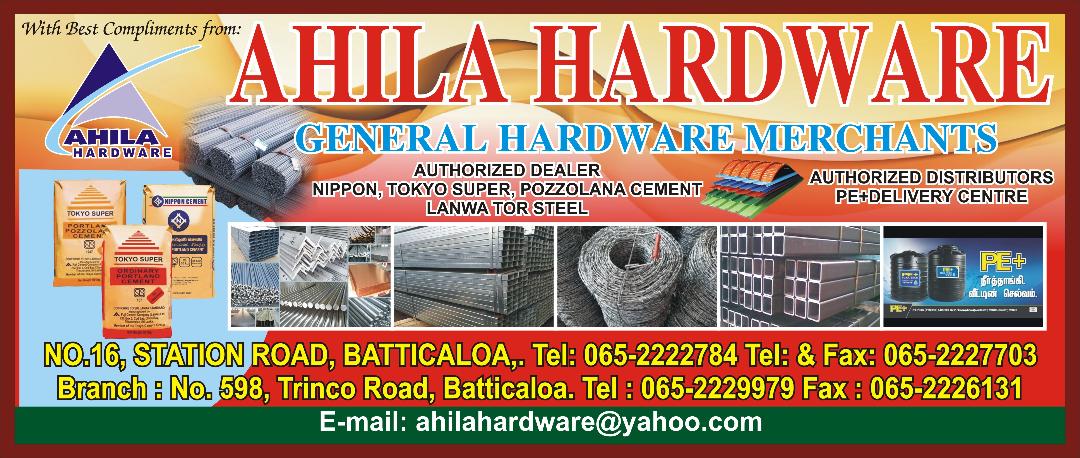 With Best Compliments from:
AHILA HARDWARE
AHILA
HARDWARE
GENERAL HARDWARE MERCHANTS
AUTHORIZED DEALER
NIPPON, TOKYO SUPER, POZZOLANA CEMENT
LANWA TOR STEEL
AUTHORIZED DISTRIBUTORS
PE+DELIVERY CENTRE
TOKYO SUPER
PORTLAND
POZZOLANA
CEMENT
NIPPON CEMENT
TOKYO SUPER
ORDINARY
PORTLAND
CEMENT
PE+
நீர்த்தாங்கி
வீட்டின் செல்வம்.
PE+
NO.16, STATION ROAD, BATTICALOA,. Tel: 065-2222784 Tel: & Fax: 065-2227703
Branch : No. 598, Trinco Road, Batticaloa. Tel : 065-2229979 Fax : 065-2226131
E-mail: ahilahardware@yahoo.com